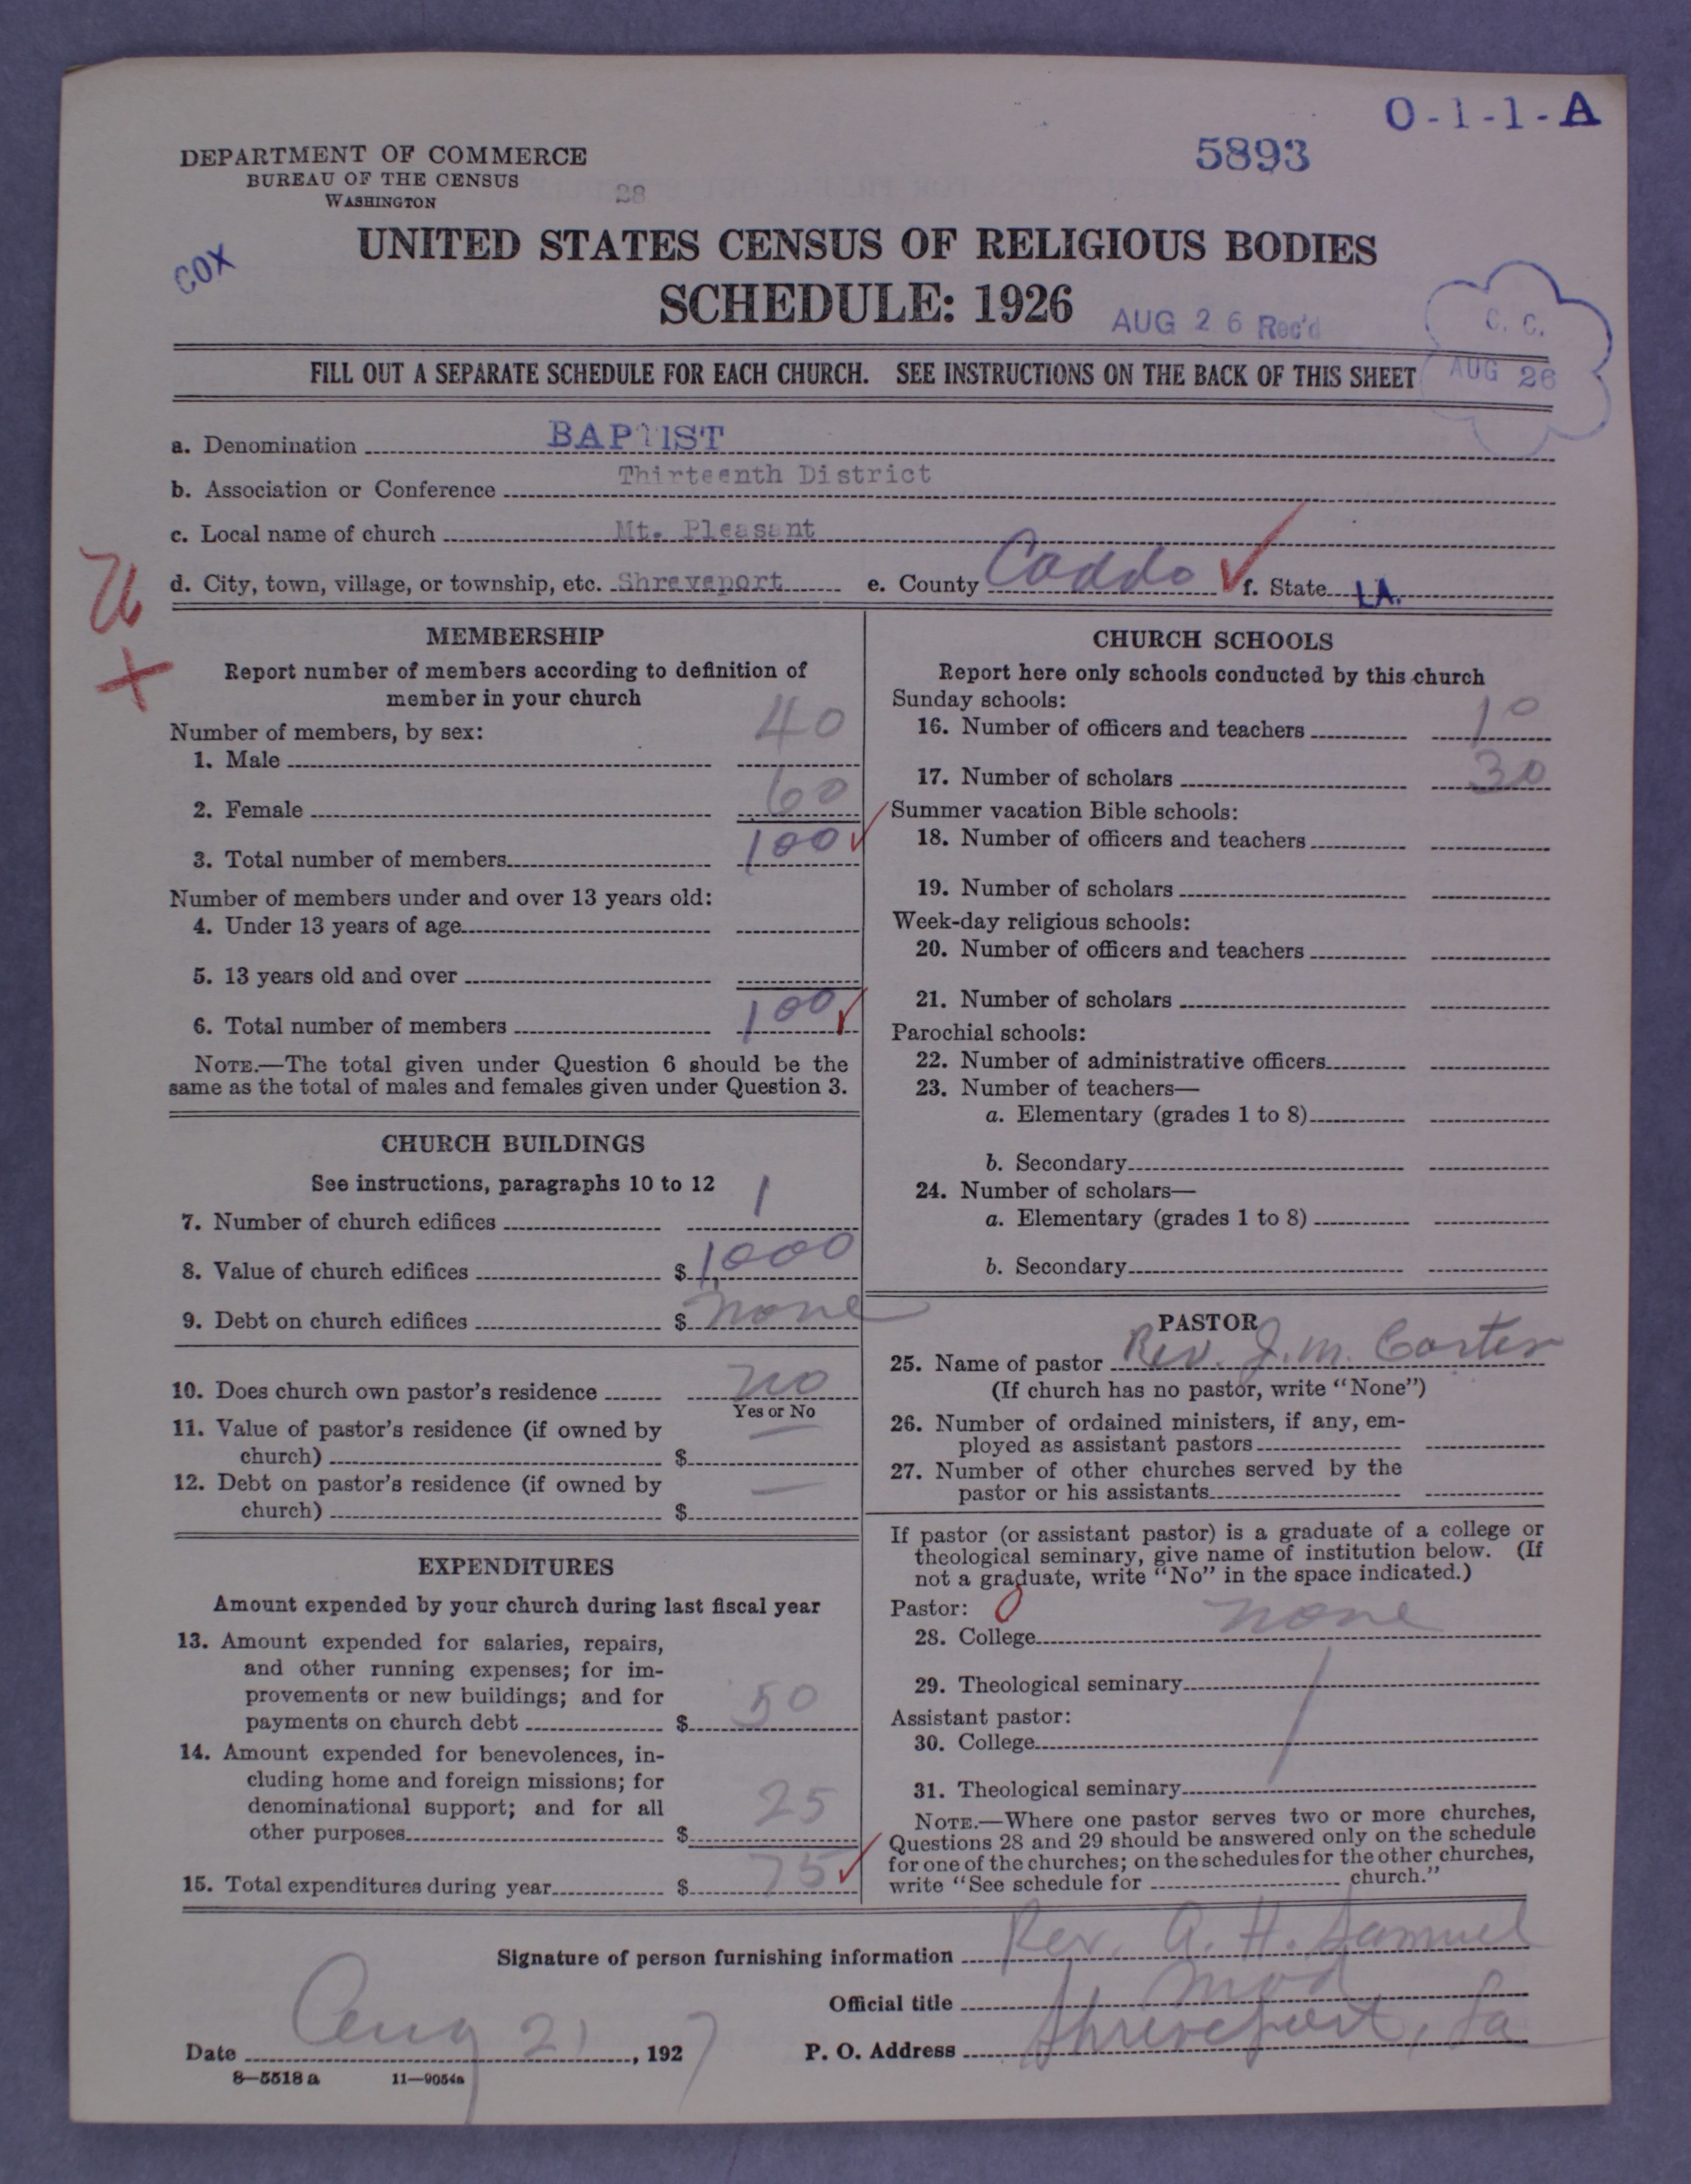 O-1-1-A
5893
DEPARTMENT OF COMMERCE
BUREAU OF THE CENSUS
WASHINGTON
28
COX
UNITED STATES CENSUS OF RELIGIOUS BODIES
SCHEDULE: 1926
AUG 26 Rec'd
C. C.
AUG 26
FILL OUT A SEPARATE SCHEDULE FOR EACH CHURCH. SEE INSTRUCTIONS ON THE BACK OF THIS SHEET
a. Denomination BAPTIST
b. Association or Conference Thirteenth District
c. Local name of church Mt. Pleasant
d. City, town, village, or township, etc. Shreveport e. County Caddo f. State LA.
MEMBERSHIP
Report number of members according to definition of
member in your church
Number of members, by sex:
1. Male 40
2. Female 60
3. Total number of members 100
Number of members under and over 13 years old:
4. Under 13 years of age
5. 13 years old and over
6. Total number of members 100
NOTE.—The total given under Question 6 should be the
same as the total of males and females given under Question 3.
CHURCH BUILDINGS
See instructions, paragraphs 10 to 12
7. Number of church edifices 1
8. Value of church edifices $ 1000
9. Debt on church edifices $ none
10. Does church own pastor's residence no
Yes or No
11. Value of pastor's residence (if owned by
church) $ —
12. Debt on pastor's residence (if owned by
church) $ —
EXPENDITURES
Amount expended by your church during last fiscal year
13. Amount expended for salaries, repairs,
and other running expenses; for im-
provements or new buildings; and for
payments on church debt $ 50
14. Amount expended for benevolences, in-
cluding home and foreign missions; for
denominational support; and for all
other purposes $ 25
15. Total expenditures during year $ 75
CHURCH SCHOOLS
Report here only schools conducted by this church
Sunday schools:
16. Number of officers and teachers 10
17. Number of scholars 30
Summer vacation Bible schools:
18. Number of officers and teachers
19. Number of scholars
Week-day religious schools:
20. Number of officers and teachers
21. Number of scholars
Parochial schools:
22. Number of administrative officers
23. Number of teachers—
a. Elementary (grades 1 to 8)
b. Secondary
24. Number of scholars—
a. Elementary (grades 1 to 8)
b. Secondary
PASTOR
25. Name of pastor Rev. J. M. Carter
(If church has no pastor, write "None")
26. Number of ordained ministers, if any, em-
ployed as assistant pastors
27. Number of other churches served by the
pastor or his assistants
If pastor (or assistant pastor) is a graduate of a college or
theological seminary, give name of institution below. (If
not a graduate, write "No" in the space indicated.)
Pastor: 0
28. College none
29. Theological seminary
Assistant pastor:
30. College
31. Theological seminary
NOTE.—Where one pastor serves two or more churches,
Questions 28 and 29 should be answered only on the schedule
for one of the churches; on the schedules for the other churches,
write "See schedule for church."
Signature of person furnishing information Rev. A. H. Samuel
Official title Mod
Date Aug 21, 1927 P. O. Address Shreveport, La
8—5518 a 11—9054a